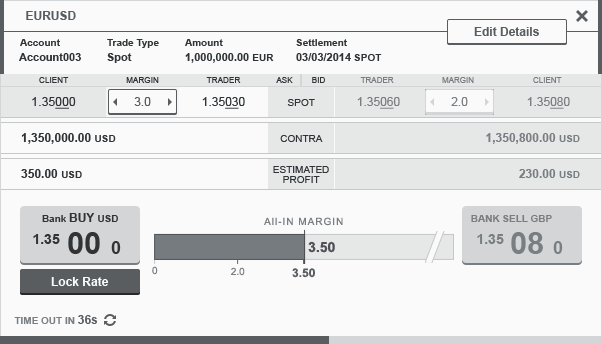 EURUSD
Edit Details
Account Trade Type Amount Settlement
Account003 Spot 1,000,000.00 EUR 03/03/2014 SPOT
CLIENT MARGIN TRADER ASK BID TRADER MARGIN CLIENT
1.35000 3.0 1.35030 SPOT 1.35060 2.0 1.35080
1,350,000.00 USD CONTRA 1,350,800.00 USD
350.00 USD ESTIMATED PROFIT 230.00 USD
Bank BUY USD All-IN MARGIN BANK SELL GBP
1.35 00 0 3.50 1.35 08 0
0 2.0 3.50
Lock Rate
TIME OUT IN 36s